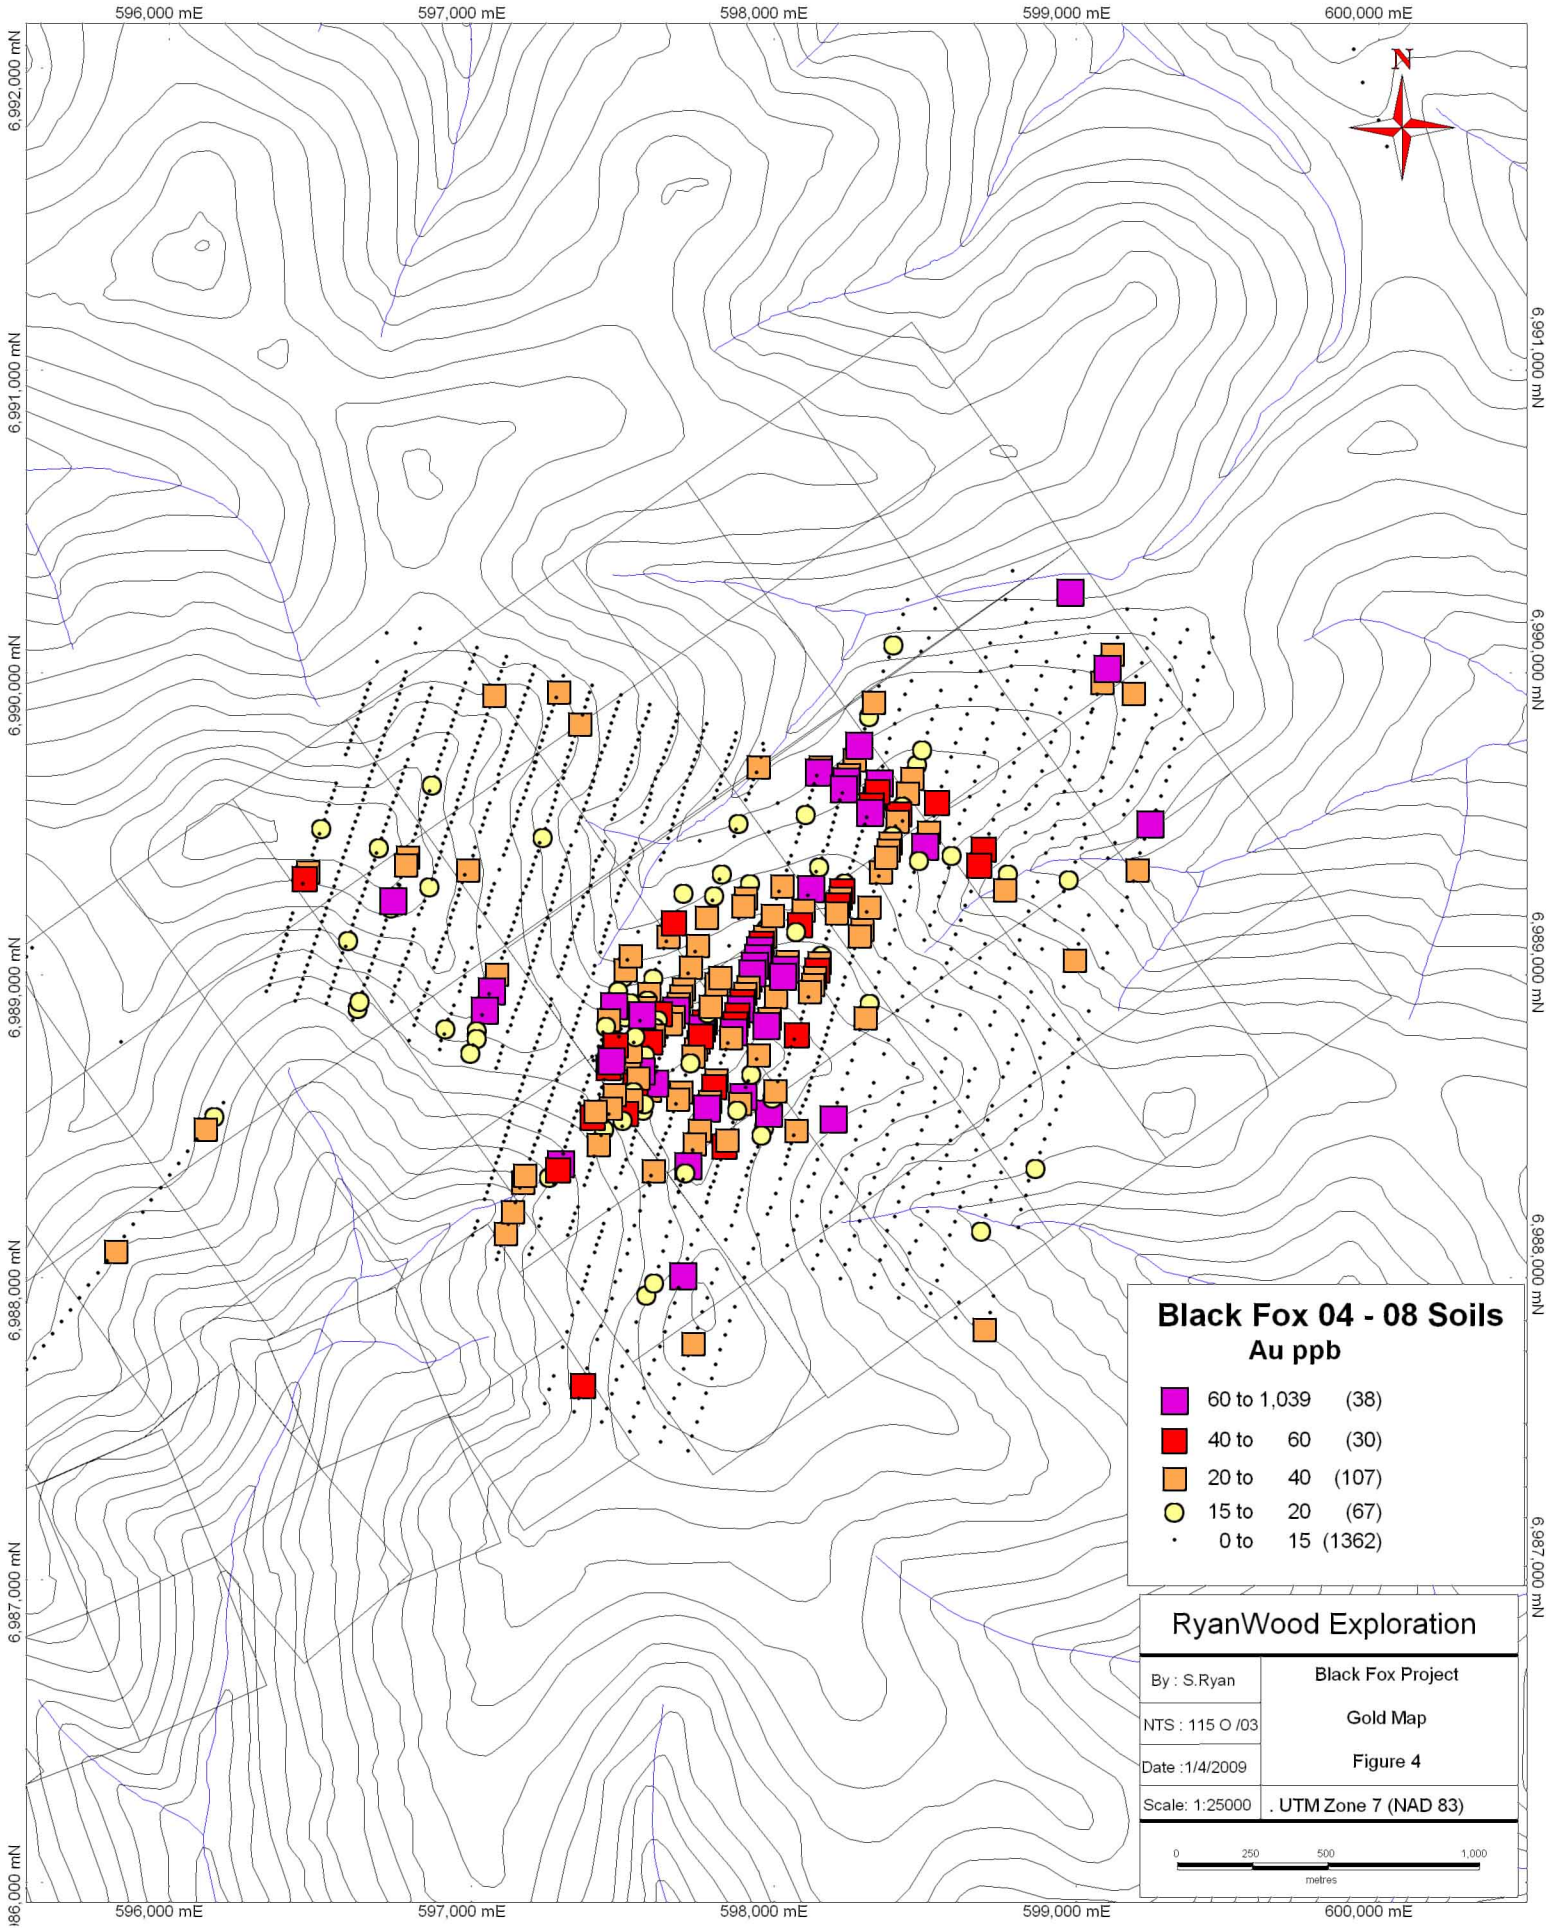 596,000 mE 597,000 mE 598,000 mE 599,000 mE 600,000 mE
N
6,992,000 mN
6,991,000 mN
6,990,000 mN
6,989,000 mN
6,988,000 mN
6,987,000 mN
986,000 mN
6,991,000 mN
6,990,000 mN
6,989,000 mN
6,988,000 mN
6,987,000 mN
Black Fox 04 - 08 Soils
Au ppb
60 to 1,039 (38)
40 to 60 (30)
20 to 40 (107)
15 to 20 (67)
0 to 15 (1362)
RyanWood Exploration
By : S.Ryan
NTS : 115 O /03
Date :1/4/2009
Scale: 1:25000
Black Fox Project
Gold Map
Figure 4
. UTM Zone 7 (NAD 83)
0 250 500 1,000
metres
596,000 mE 597,000 mE 598,000 mE 599,000 mE 600,000 mE